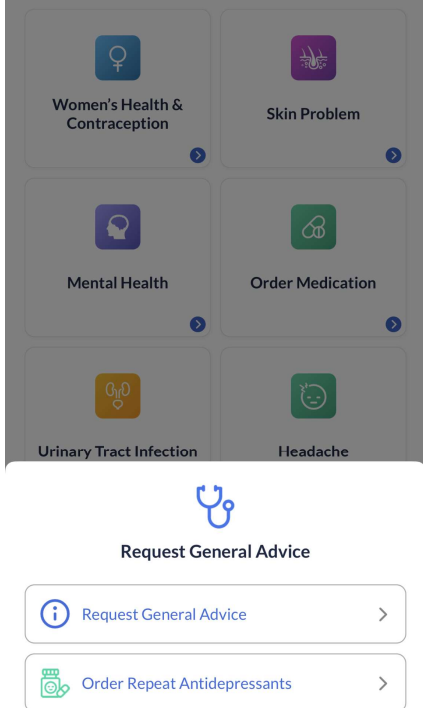 Women's Health &
Contraception
Skin Problem
Mental Health
Order Medication
Urinary Tract Infection
Headache
Request General Advice
Request General Advice
Order Repeat Antidepressants